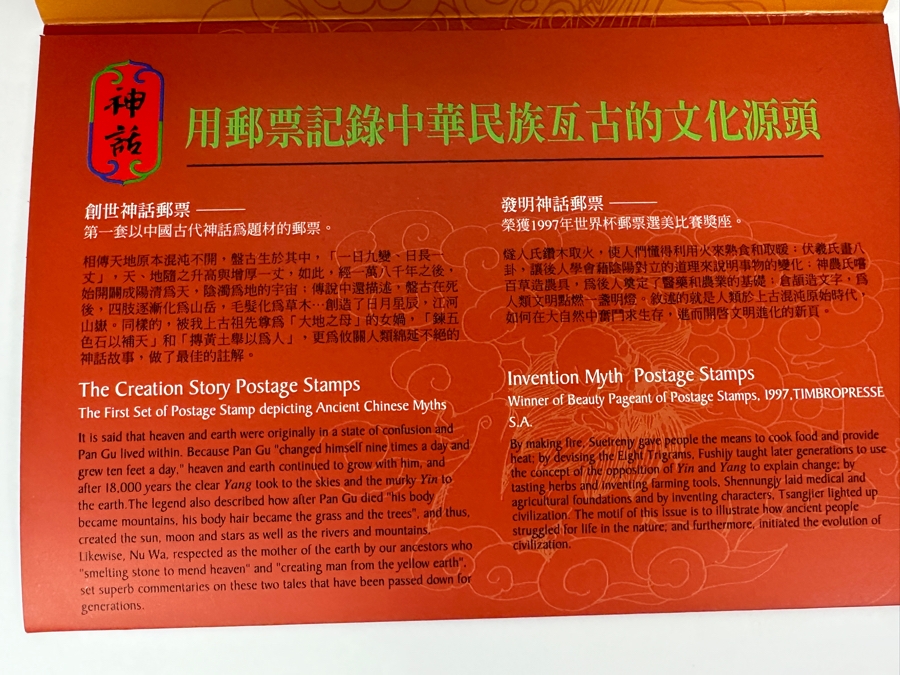 神話
用郵票記錄中華民族亙古的文化源頭
創世神話郵票 ——
第一套以中國古代神話爲題材的郵票。
相傳天地原本混沌不開，盤古生於其中，「一日九變、日長一
丈」，天、地隨之升高與增厚一丈，如此，經一萬八千年之後，
始開闢成陽清爲天，陰濁爲地的宇宙；傳說中還描述，盤古在死
後，四肢逐漸化爲山岳，毛髮化爲草木…創造了日月星辰，江河
山嶽。同樣的，被我上古祖先尊爲「大地之母」的女媧，「鍊五
色石以補天」和「摶黃土舉以爲人」，更爲攸關人類綿延不絕的
神話故事，做了最佳的註解。
The Creation Story Postage Stamps
The First Set of Postage Stamp depicting Ancient Chinese Myths
It is said that heaven and earth were originally in a state of confusion and
Pan Gu lived within. Because Pan Gu "changed himself nine times a day and
grew ten feet a day," heaven and earth continued to grow with him, and
after 18,000 years the clear Yang took to the skies and the murky Yin to
the earth.The legend also described how after Pan Gu died "his body
became mountains, his body hair became the grass and the trees", and thus,
created the sun, moon and stars as well as the rivers and mountains.
Likewise, Nu Wa, respected as the mother of the earth by our ancestors who
"smelting stone to mend heaven" and "creating man from the yellow earth",
set superb commentaries on these two tales that have been passed down for
generations.
發明神話郵票 ——
榮獲1997年世界杯郵票選美比賽獎座。
燧人氏鑽木取火，使人們懂得利用火來熟食和取暖；伏羲氏畫八
卦，讓後人學會藉陰陽對立的道理來說明事物的變化；神農氏嚐
百草造農具，爲後人奠定了醫藥和農業的基礎；倉頡造文字，爲
人類文明點燃一盞明燈。敘述的就是人類於上古混沌原始時代，
如何在大自然中奮鬥求生存，進而開啓文明進化的新頁。
Invention Myth Postage Stamps
Winner of Beauty Pageant of Postage Stamps, 1997,TIMBROPRESSE
S.A.
By making fire, Sueirenjy gave people the means to cook food and provide
heat; by devising the Eight Trigrams, Fushijy taught later generations to use
the concept of the opposition of Yin and Yang to explain change; by
tasting herbs and inventing farming tools, Shennungjy laid medical and
agricultural foundations and by inventing characters, Tsangjier lighted up
civilization. The motif of this issue is to illustrate how ancient people
struggled for life in the nature, and furthermore, initiated the evolution of
civilization.